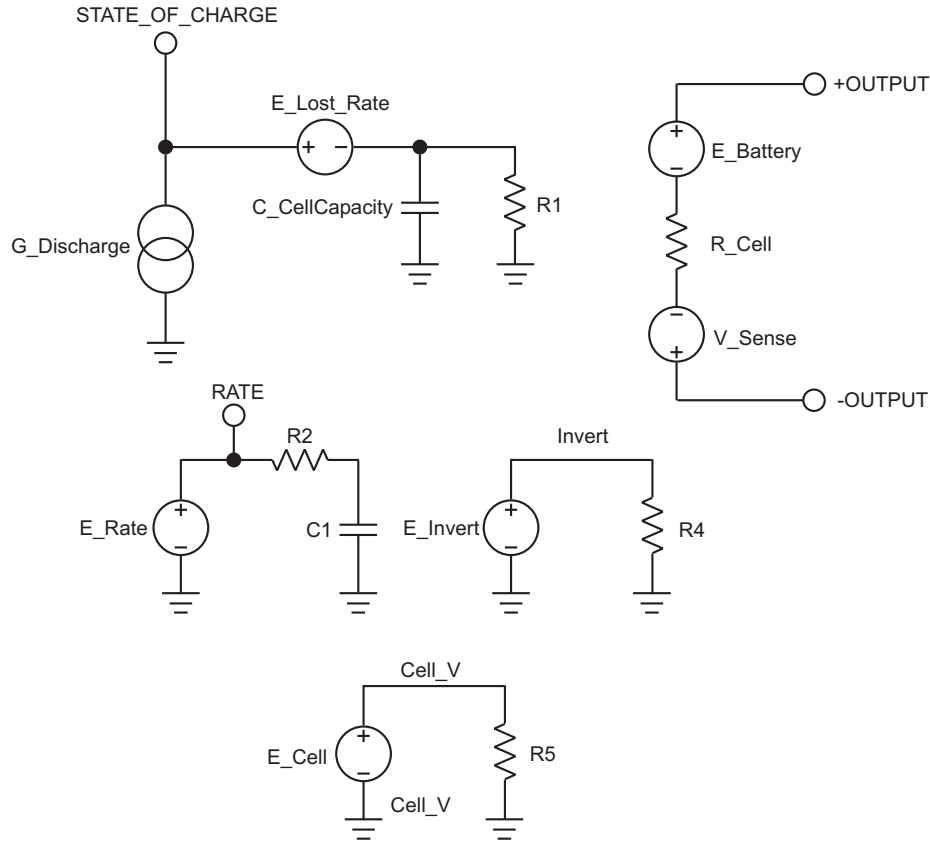 STATE_OF_CHARGE
E_Lost_Rate
+ −
C_CellCapacity
R1
G_Discharge
+OUTPUT
+
−
E_Battery
R_Cell
−
+
V_Sense
-OUTPUT
RATE
R2
E_Rate
+
−
C1
Invert
E_Invert
+
−
R4
Cell_V
E_Cell
+
−
R5
Cell_V